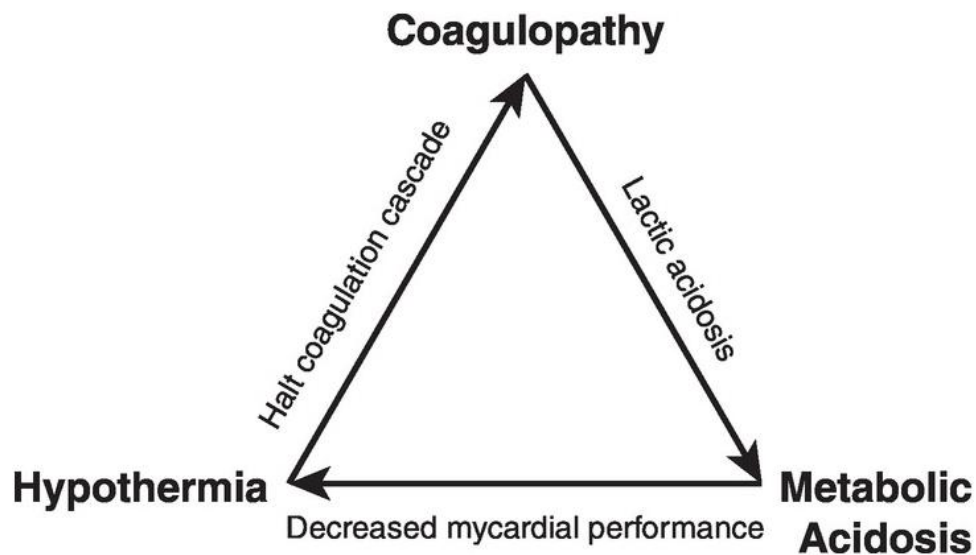 Coagulopathy
Halt coagulation cascade
Lactic acidosis
Hypothermia
Metabolic
Acidosis
Decreased mycardial performance